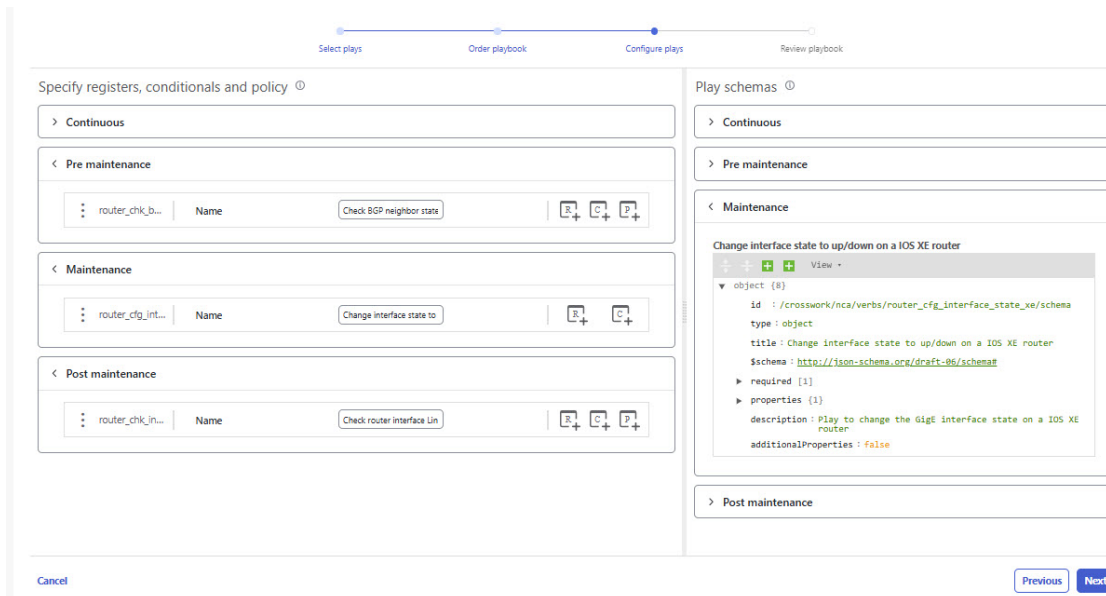 Select plays
Order playbook
Configure plays
Review playbook
Specify registers, conditionals and policy
Continuous
Pre maintenance
router_chk_b...
Name
Check BGP neighbor state
R
C
P
Maintenance
router_cfg_int...
Name
Change interface state to
R
C
Post maintenance
router_chk_in...
Name
Check router interface Lin
R
C
P
Play schemas
Continuous
Pre maintenance
Maintenance
Change interface state to up/down on a IOS XE router
View
object {8}
id : /crosswork/nca/verbs/router_cfg_interface_state_xe/schema
type : object
title : Change interface state to up/down on a IOS XE router
$schema : http://json-schema.org/draft-06/schema#
required [1]
properties {1}
description : Play to change the GigE interface state on a IOS XE
router
additionalProperties : false
Post maintenance
Cancel
Previous
Next